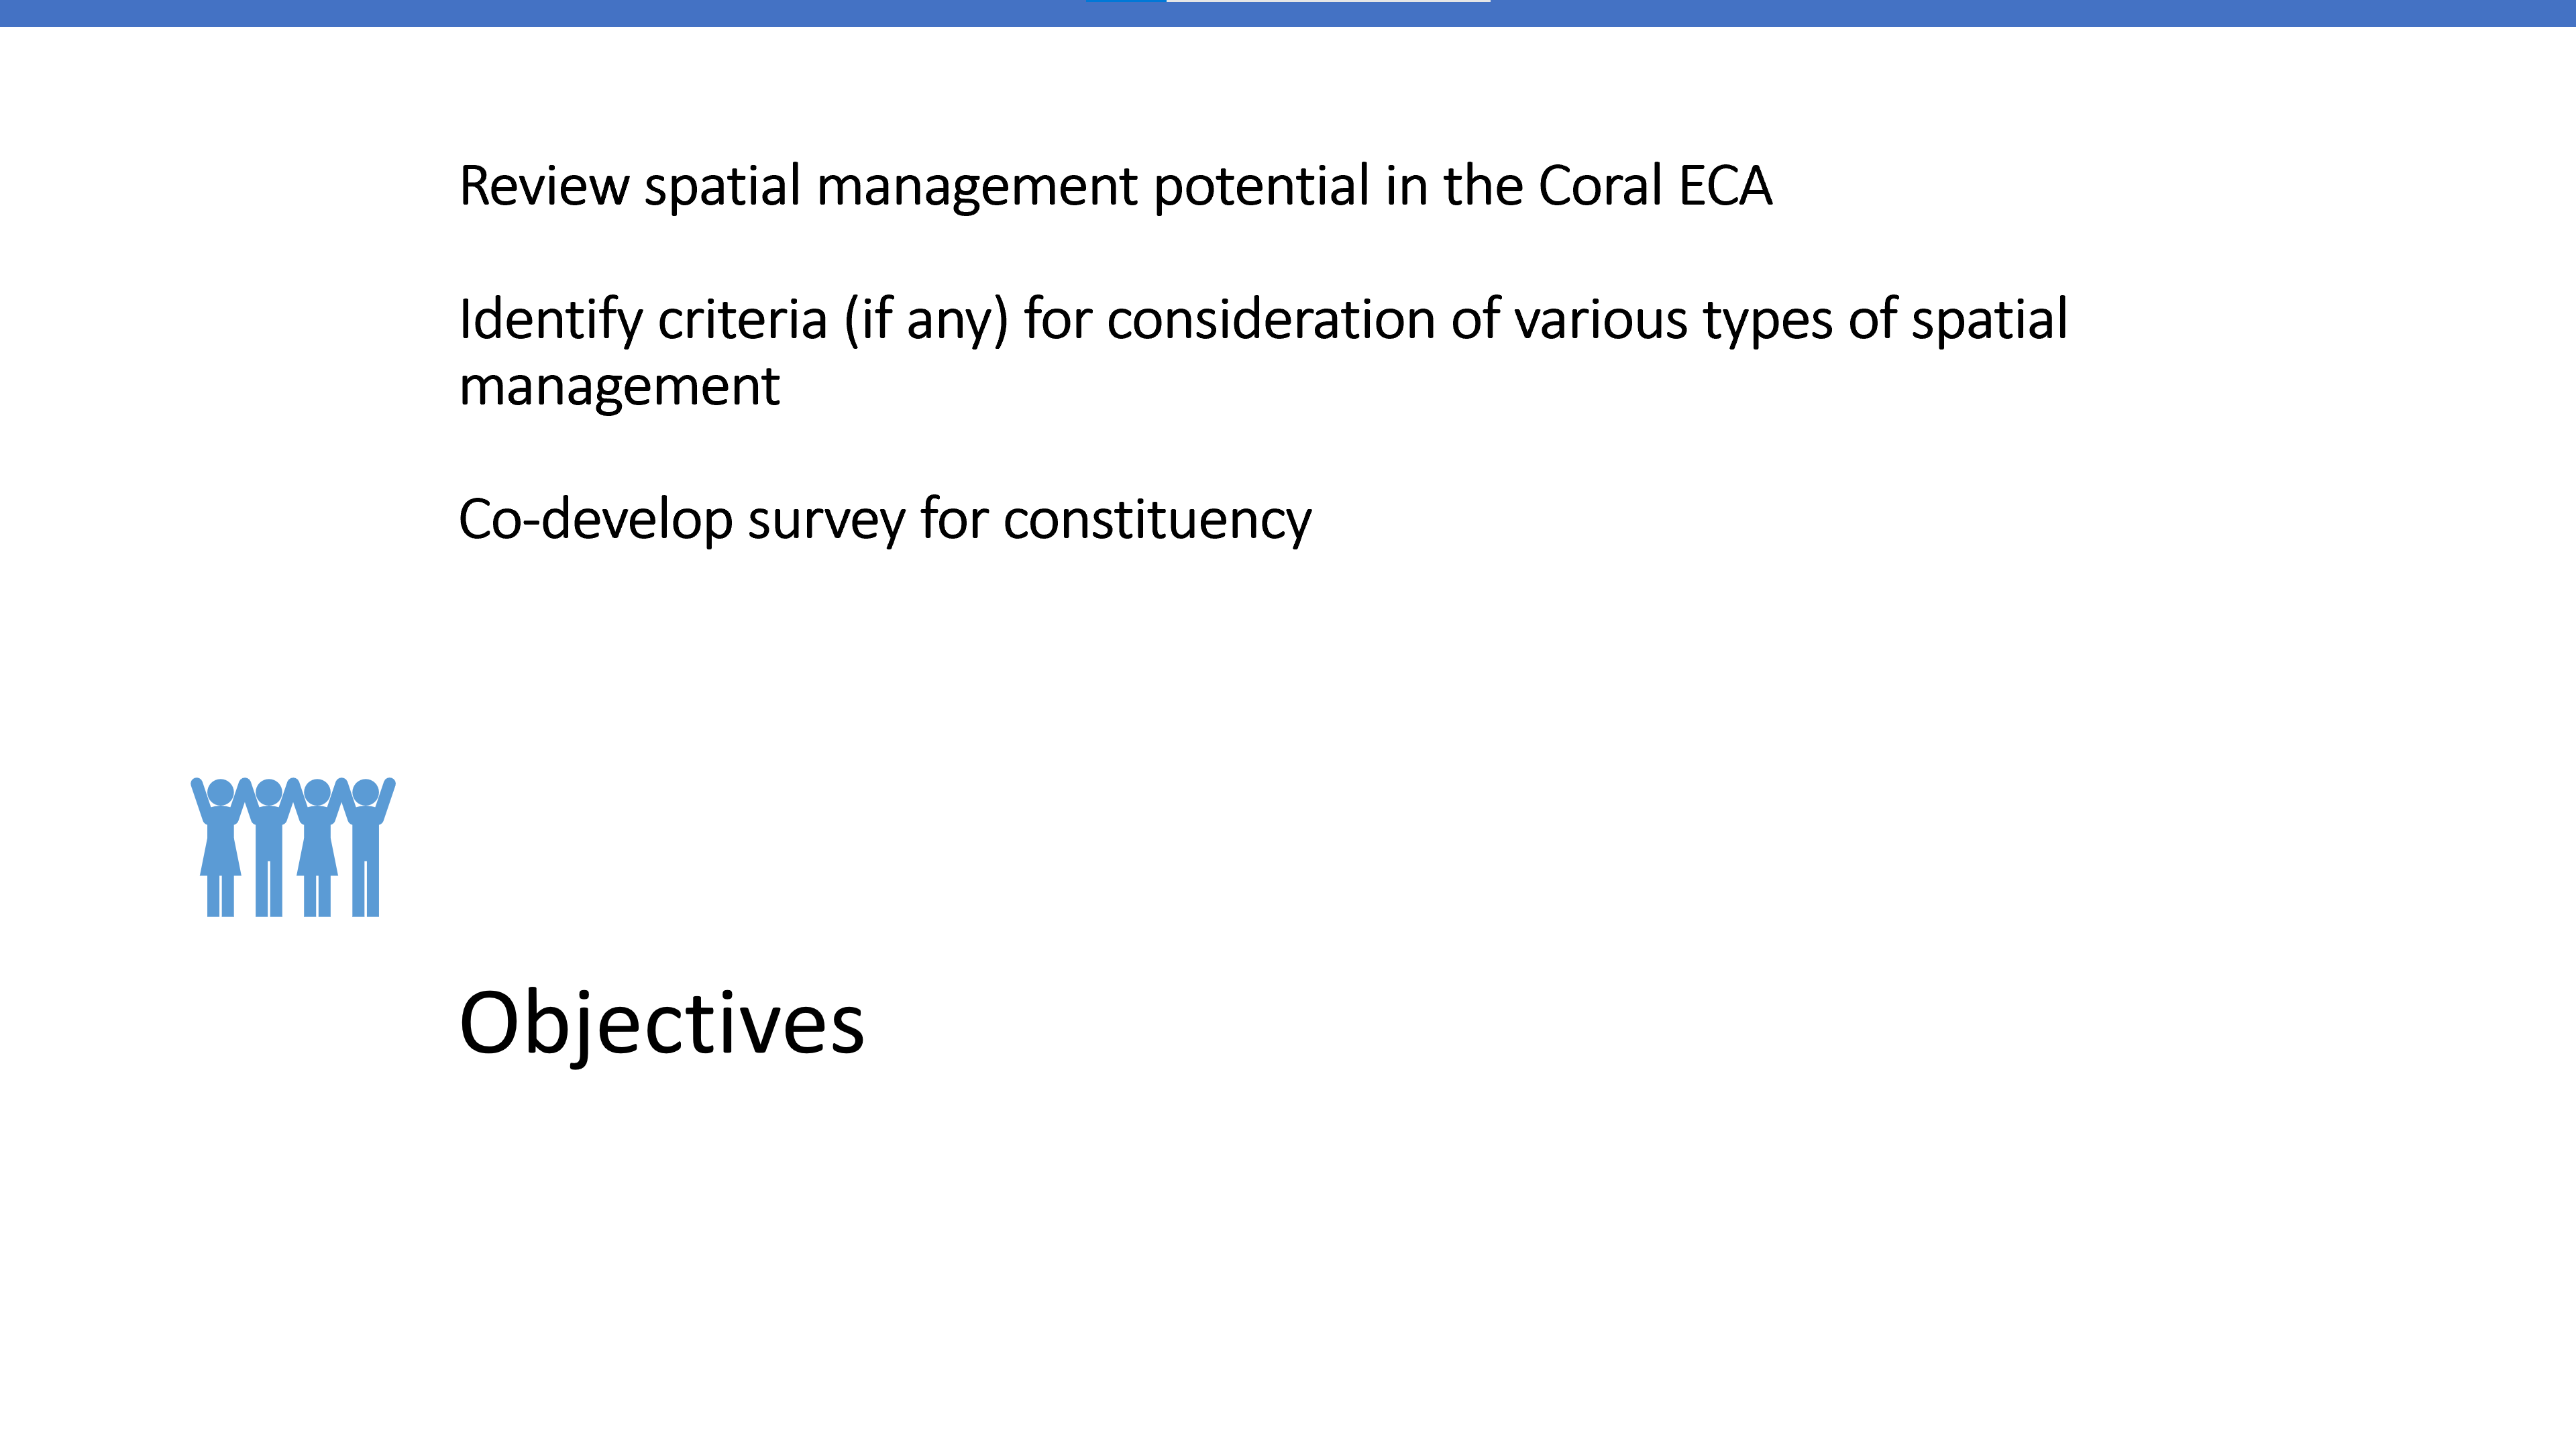 Review spatial management potential in the Coral ECA
Identify criteria (if any) for consideration of various types of spatial
management
Co-develop survey for constituency
Objectives